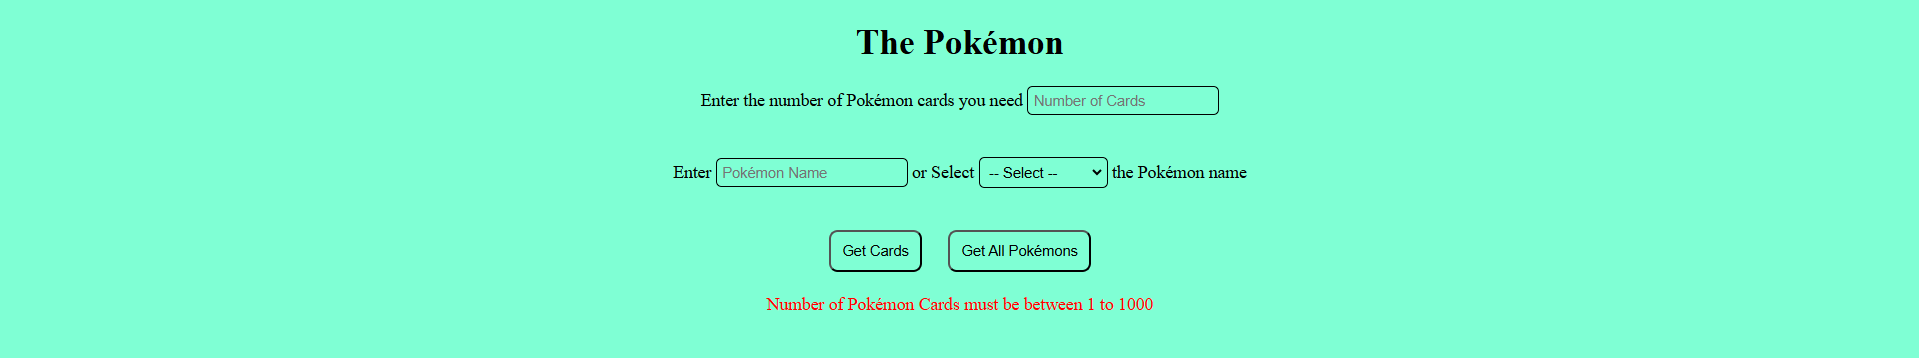 The Pokémon
Enter the number of Pokémon cards you need Number of Cards
Enter Pokémon Name or Select -- Select -- the Pokémon name
Get Cards Get All Pokémons
Number of Pokémon Cards must be between 1 to 1000